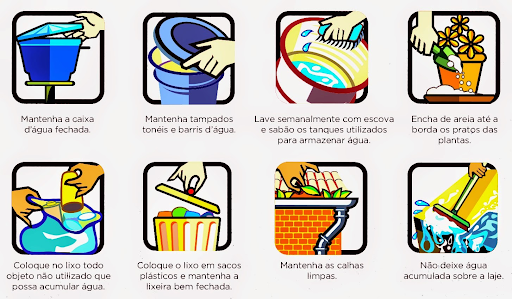 Mantenha a caixa
d'água fechada.
Mantenha tampados
tonéis e barris d'água.
Lave semanalmente com escova
e sabão os tanques utilizados
para armazenar água.
Encha de areia até a
borda os pratos das
plantas.
Coloque no lixo todo
objeto não utilizado que
possa acumular água.
Coloque o lixo em sacos
plásticos e mantenha a
lixeira bem fechada.
Mantenha as calhas
limpas.
Não deixe água
acumulada sobre a laje.